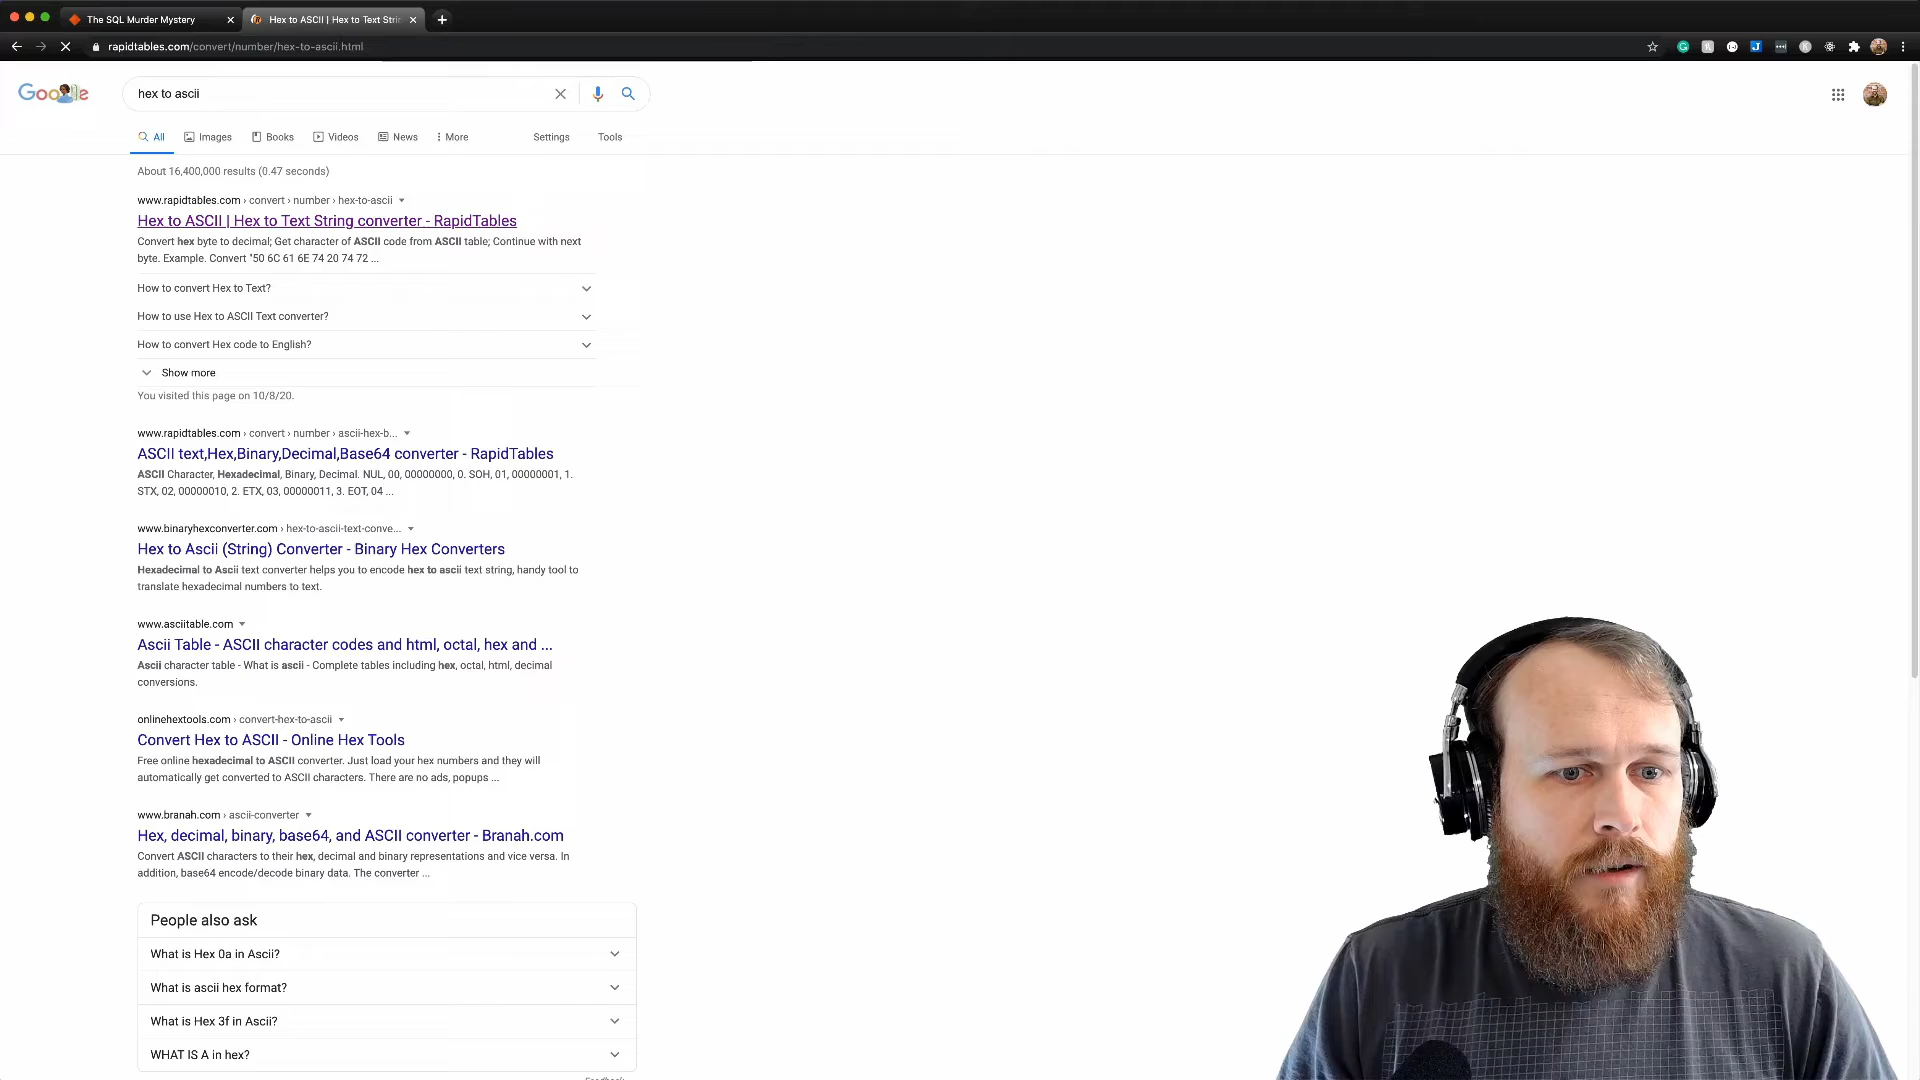 The SQL Murder Mystery
Hex to ASCII | Hex to Text Stri
rapidtables.com/convert/number/hex-to-ascii.html
Google
hex to ascii
All Images Books Videos News More Settings Tools
About 16,400,000 results (0.47 seconds)
www.rapidtables.com › convert › number › hex-to-ascii
Hex to ASCII | Hex to Text String converter - RapidTables
Convert hex byte to decimal; Get character of ASCII code from ASCII table; Continue with next
byte. Example. Convert "50 6C 61 6E 74 20 74 72 ...
How to convert Hex to Text?
How to use Hex to ASCII Text converter?
How to convert Hex code to English?
Show more
You visited this page on 10/8/20.
www.rapidtables.com › convert › number › ascii-hex-b...
ASCII text,Hex,Binary,Decimal,Base64 converter - RapidTables
ASCII Character, Hexadecimal, Binary, Decimal. NUL, 00, 00000000, 0. SOH, 01, 00000001, 1.
STX, 02, 00000010, 2. ETX, 03, 00000011, 3. EOT, 04 ...
www.binaryhexconverter.com › hex-to-ascii-text-conve...
Hex to Ascii (String) Converter - Binary Hex Converters
Hexadecimal to Ascii text converter helps you to encode hex to ascii text string, handy tool to
translate hexadecimal numbers to text.
www.asciitable.com
Ascii Table - ASCII character codes and html, octal, hex and ...
Ascii character table - What is ascii - Complete tables including hex, octal, html, decimal
conversions.
onlinehextools.com › convert-hex-to-ascii
Convert Hex to ASCII - Online Hex Tools
Free online hexadecimal to ASCII converter. Just load your hex numbers and they will
automatically get converted to ASCII characters. There are no ads, popups ...
www.branah.com › ascii-converter
Hex, decimal, binary, base64, and ASCII converter - Branah.com
Convert ASCII characters to their hex, decimal and binary representations and vice versa. In
addition, base64 encode/decode binary data. The converter ...
People also ask
What is Hex 0a in Ascii?
What is ascii hex format?
What is Hex 3f in Ascii?
WHAT IS A in hex?